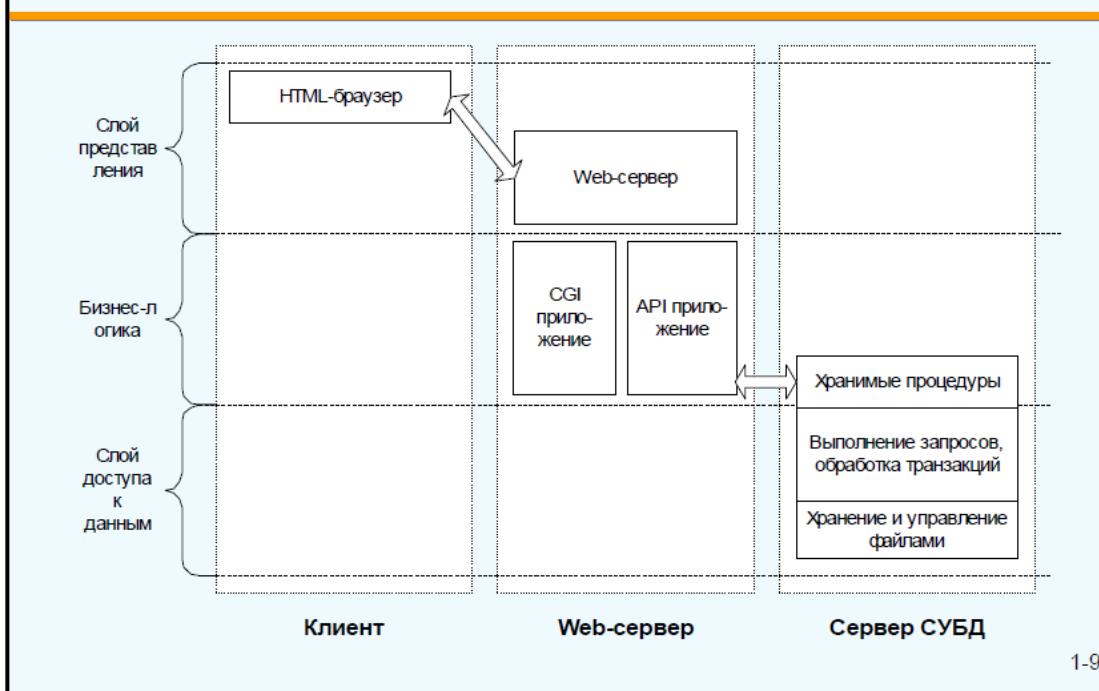 HTML-браузер
Слой
представ
ления
Web-сервер
Бизнес-л
огика
CGI
прило-
жение
API прило-
жение
Хранимые процедуры
Слой
доступа
к
данным
Выполнение запросов,
обработка транзакций
Хранение и управление
файлами
Клиент
Web-сервер
Сервер СУБД
1-9